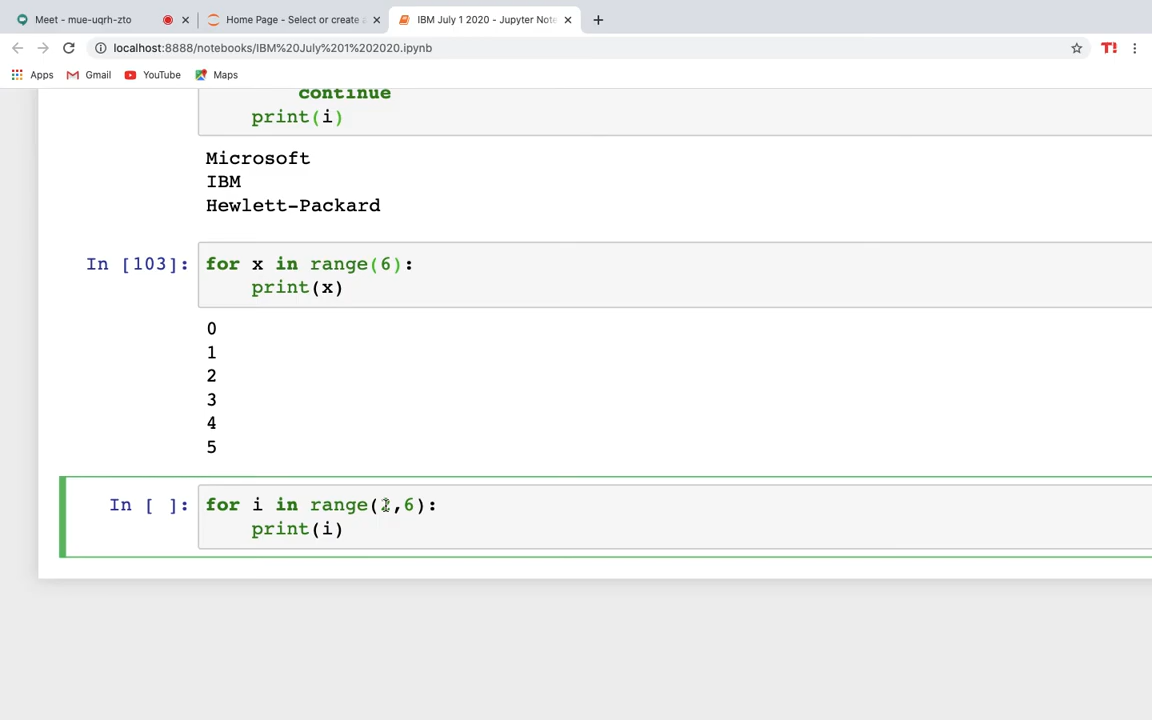 Meet - mue-uqrh-zto
Home Page - Select or create a
IBM July 1 2020 - Jupyter Note
localhost:8888/notebooks/IBM%20July%201%202020.ipynb
T!
Apps Gmail YouTube Maps
continue
print(i)
Microsoft
IBM
Hewlett-Packard
In [103]: for x in range(6):
print(x)
0
1
2
3
4
5
In [ ]: for i in range(2,6):
print(i)